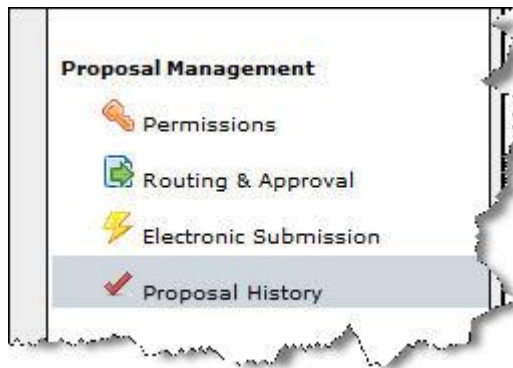 Proposal Management
Permissions
Routing & Approval
Electronic Submission
Proposal History